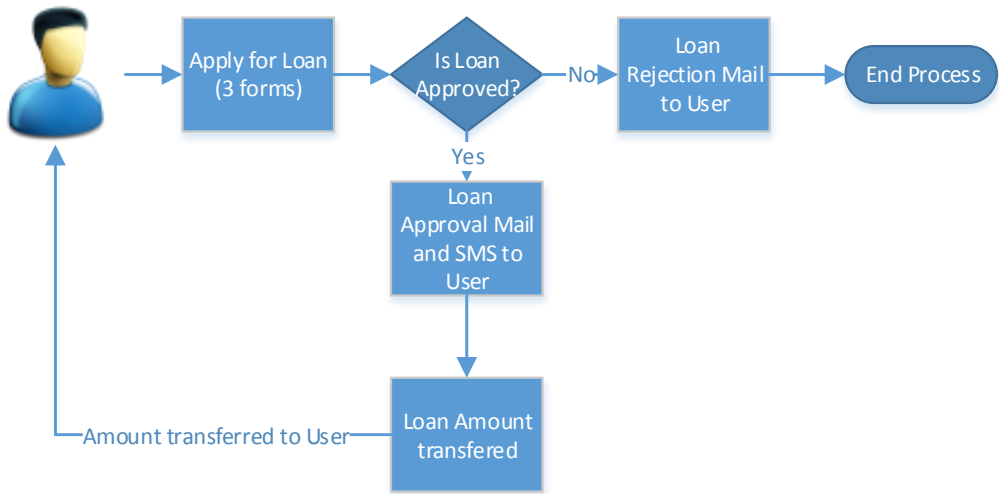 Apply for Loan
(3 forms)
Is Loan
Approved?
No
Loan
Rejection Mail
to User
End Process
Yes
Loan
Approval Mail
and SMS to
User
Loan Amount
transfered
Amount transferred to User